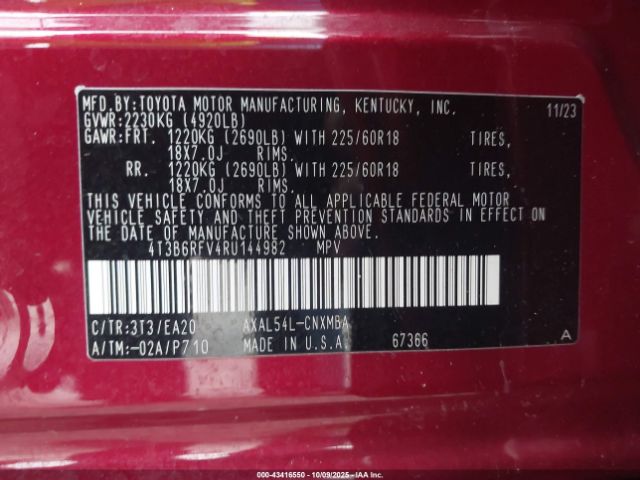 MFD. BY: TOYOTA MOTOR MANUFACTURING, KENTUCKY, INC. 11/23
GVWR: 2230KG (4920LB)
GAWR: FRT. 1220KG (2690LB) WITH 225/60R18 TIRES,
18X7.0J RIMS.
RR. 1220KG (2690LB) WITH 225/60R18 TIRES,
18X7.0J RIMS.
THIS VEHICLE CONFORMS TO ALL APPLICABLE FEDERAL MOTOR
VEHICLE SAFETY AND THEFT PREVENTION STANDARDS IN EFFECT
ON THE DATE OF MANUFACTURE SHOWN ABOVE.
4T3B6RFV4RU144982 MPV
C/TR: 3T3/EA20 AXAL54L-CNXMBA
A/TM: -02A/P710 MADE IN U.S.A. 67366 A
000-43416550 - 10/09/2025 - IAA Inc.